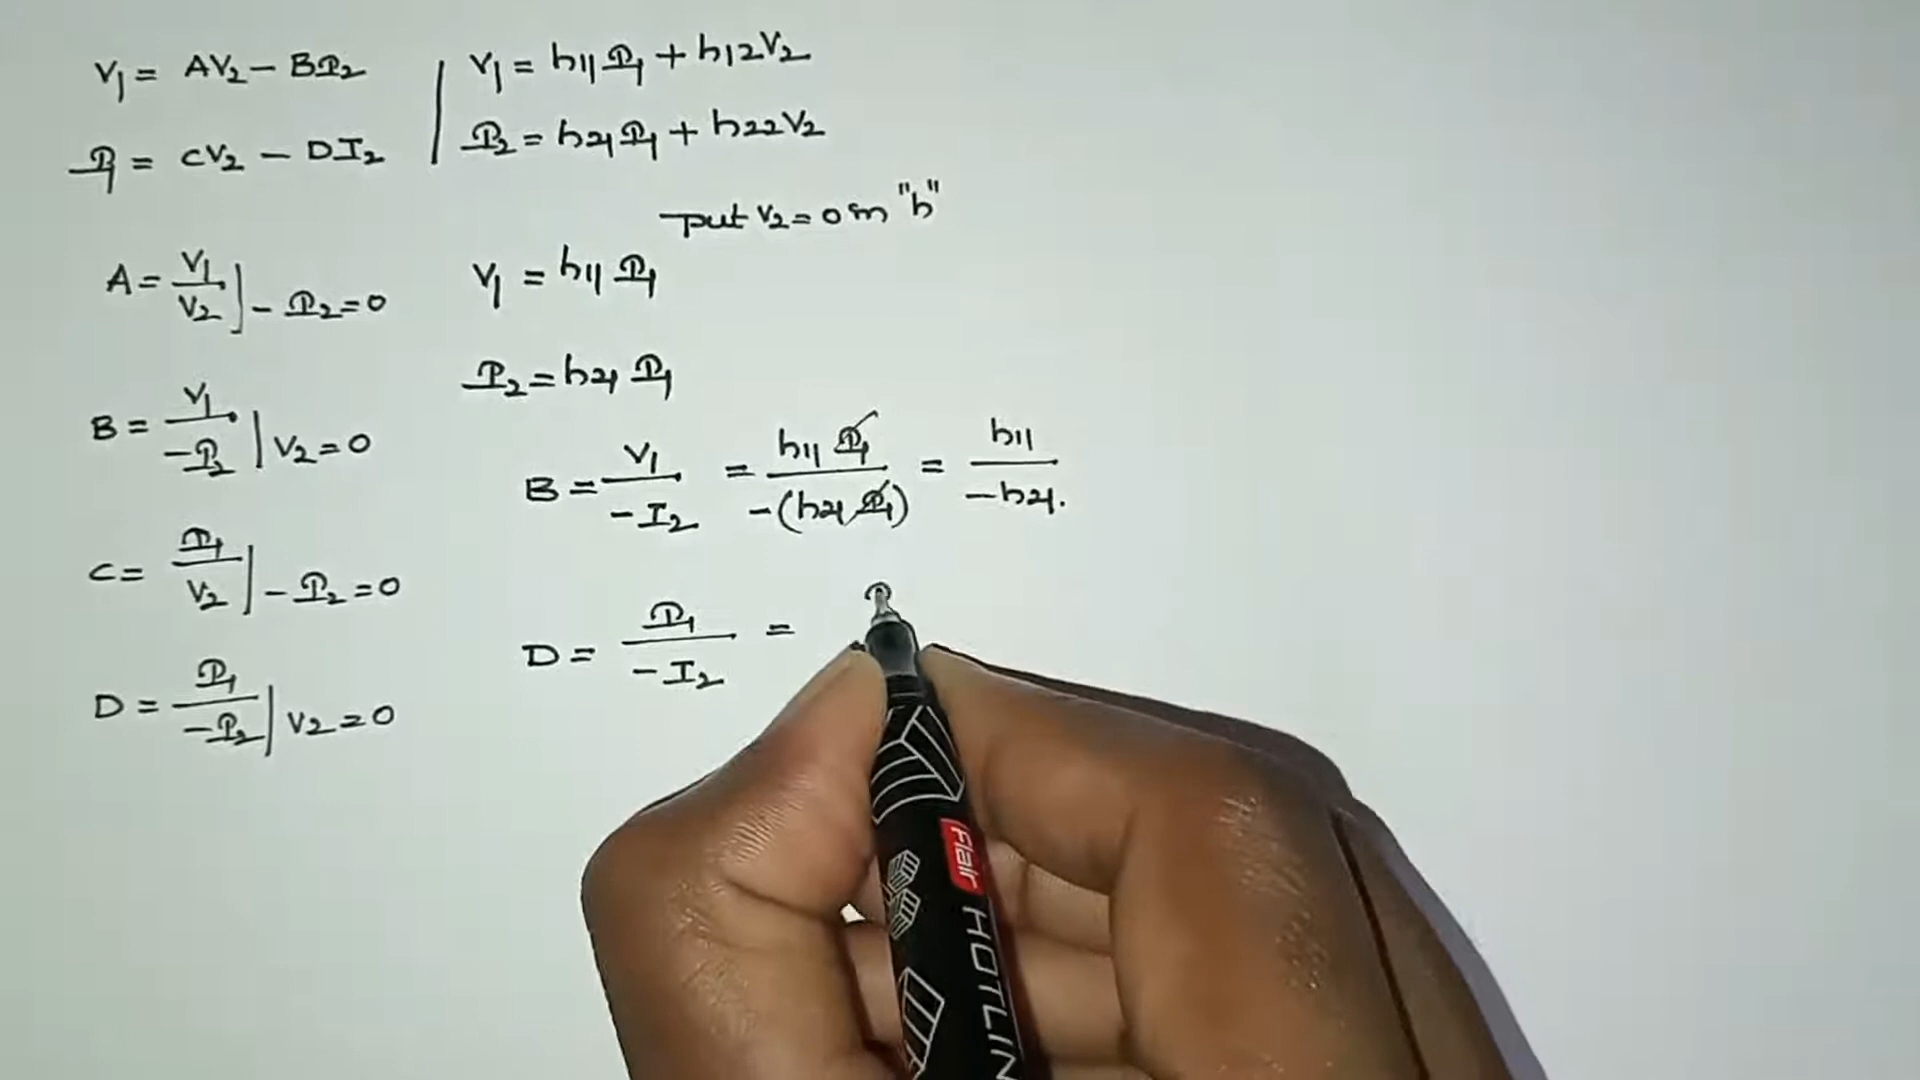 V1 = AV2 - BI2
I1 = CV2 - DI2
V1 = h11 I1 + h12 V2
I2 = h21 I1 + h22 V2
put V2 = 0 in "h"
A = V1/V2 | -I2 = 0
V1 = h11 I1
B = V1/-I2 | V2 = 0
I2 = h21 I1
B = V1/-I2 = h11 I1/-(h21 I1) = h11/-h21.
C = I1/V2 | -I2 = 0
D = I1/-I2 =
D = I1/-I2 | V2 = 0
Flair
HOTLIN